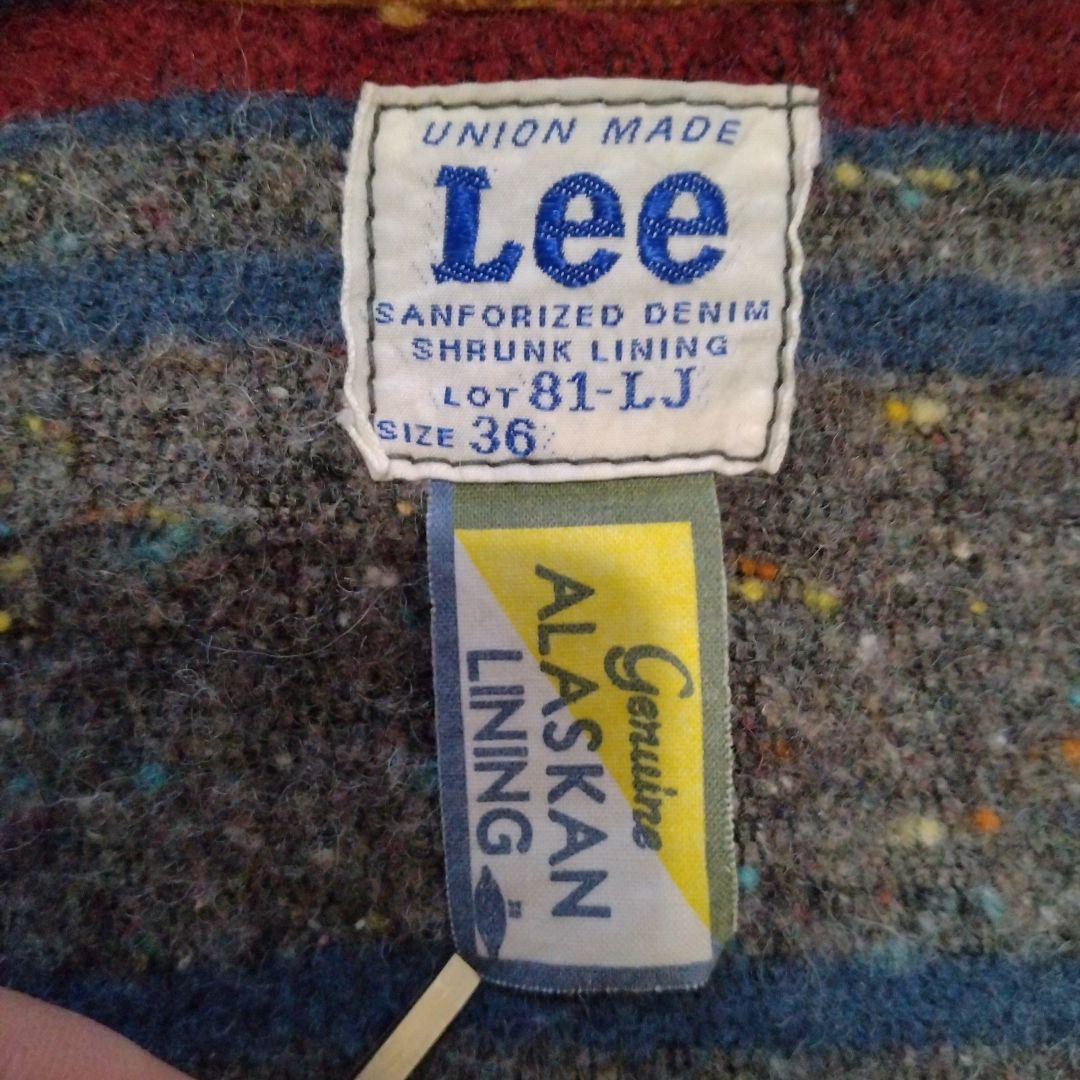 UNION MADE
Lee
SANFORIZED DENIM
SHRUNK LINING
LOT 81-LJ
SIZE 36
Genuine
ALASKAN
LINING